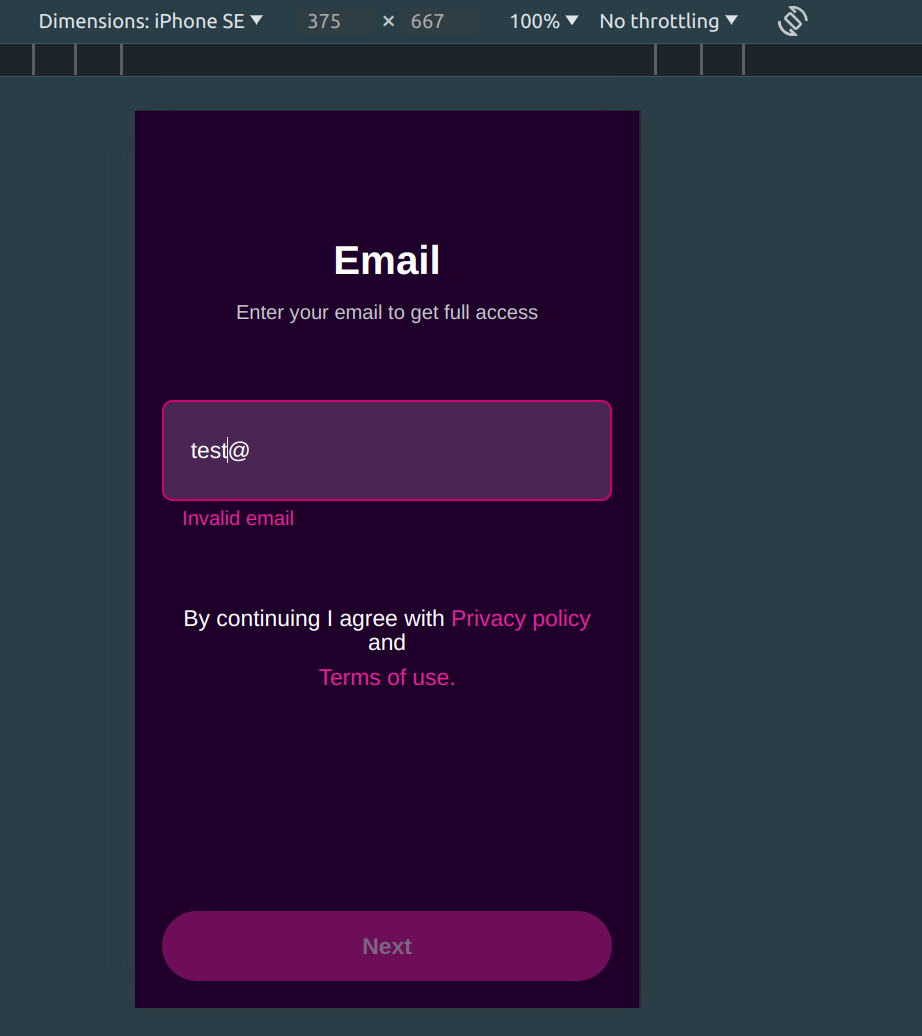 Dimensions: iPhone SE ▼ 375 × 667 100% ▼ No throttling ▼
Email
Enter your email to get full access
test@
Invalid email
By continuing I agree with Privacy policy
and
Terms of use.
Next